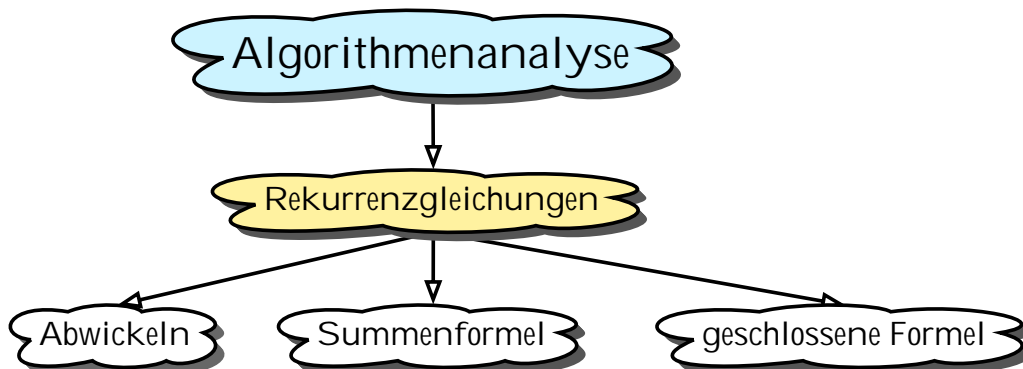 Algorithmenanalyse
Rekurrenzgleichungen
Abwickeln
Summenformel
geschlossene Formel